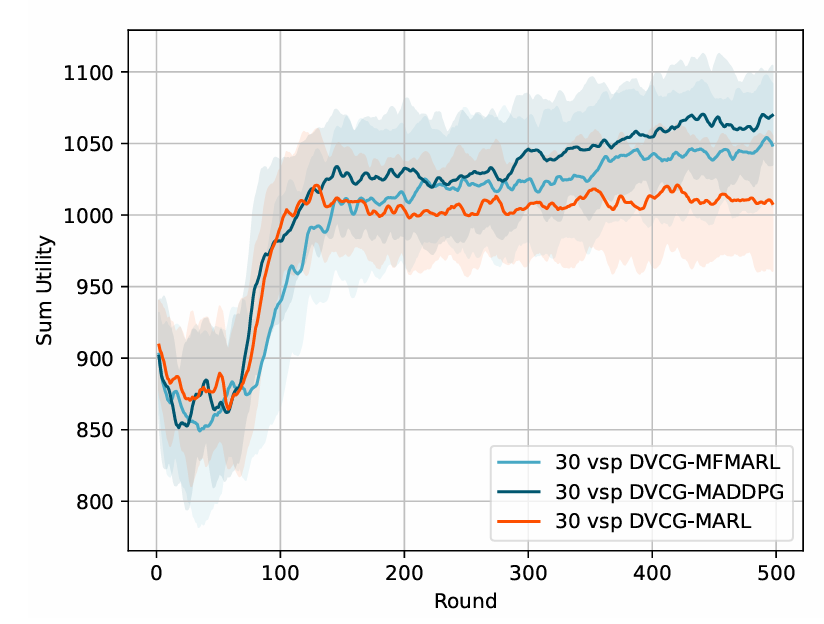 1100
1050
1000
950
900
850
800
Sum Utility
30 vsp DVCG-MFMARL
30 vsp DVCG-MADDPG
30 vsp DVCG-MARL
0 100 200 300 400 500
Round